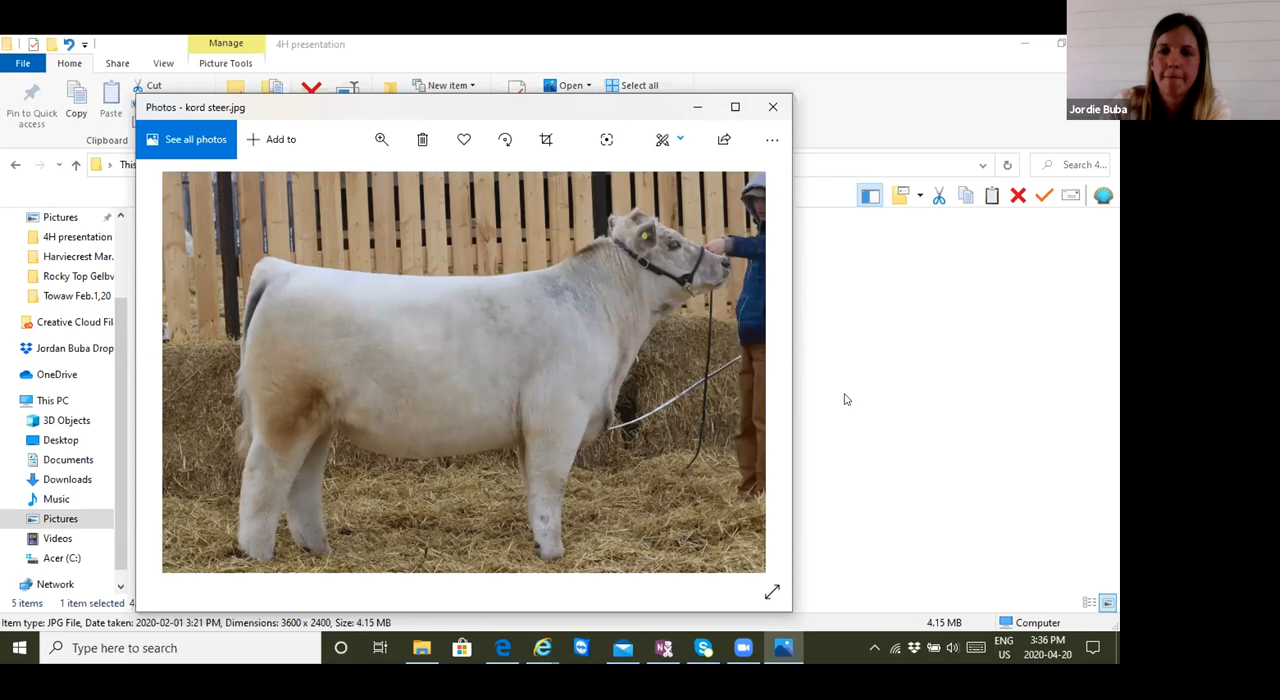 Jordie Buba
Manage
4H presentation
File
Home
Share
View
Picture Tools
Pin to Quick
access
Copy
Paste
Cut
Clipboard
New item
Open
Select all
Photos - kord steer.jpg
See all photos
Add to
This
Search 4...
Pictures
4H presentation
Harviecrest Mar.
Rocky Top Gelbv
Towaw Feb.1,20
Creative Cloud Fil
Jordan Buba Drop
OneDrive
This PC
3D Objects
Desktop
Documents
Downloads
Music
Pictures
Videos
Acer (C:)
Network
5 items 1 item selected 4
Item type: JPG File, Date taken: 2020-02-01 3:21 PM, Dimensions: 3600 x 2400, Size: 4.15 MB
4.15 MB
Computer
Type here to search
ENG
US
3:36 PM
2020-04-20